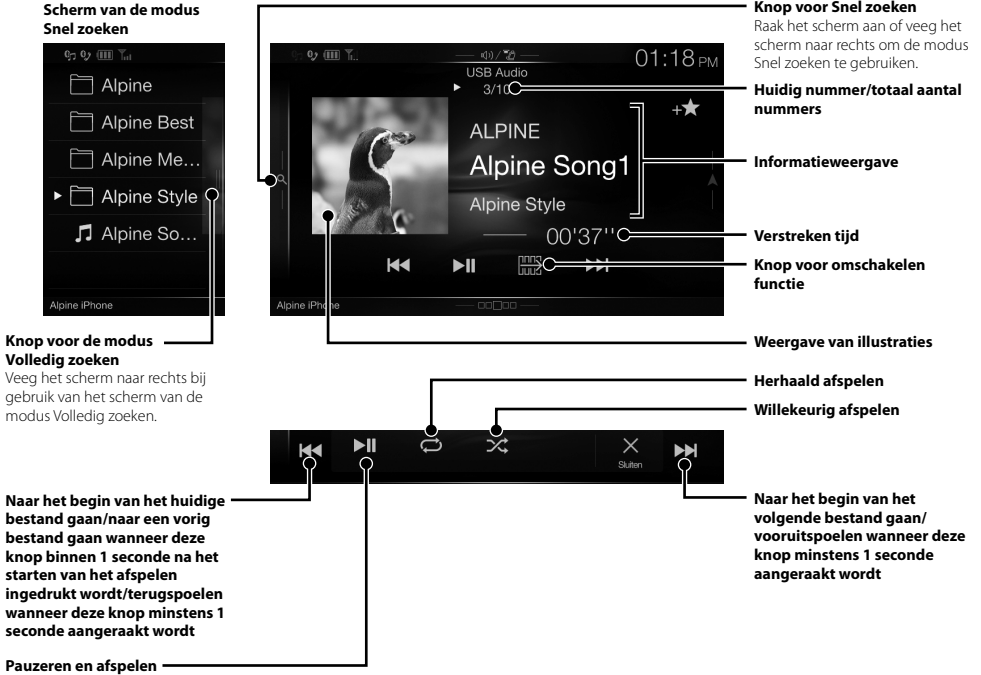 Scherm van de modus
Snel zoeken
Alpine
Alpine Best
Alpine Me…
Alpine Style
Alpine So…
Alpine iPhone
Knop voor de modus
Volledig zoeken
Veeg het scherm naar rechts bij
gebruik van het scherm van de
modus Volledig zoeken.
01:18 PM
USB Audio
3/10
ALPINE
Alpine Song1
Alpine Style
00'37''
Alpine iPhone
Knop voor Snel zoeken
Raak het scherm aan of veeg het
scherm naar rechts om de modus
Snel zoeken te gebruiken.
Huidig nummer/totaal aantal
nummers
Informatieweergave
Verstreken tijd
Knop voor omschakelen
functie
Weergave van illustraties
Herhaald afspelen
Willekeurig afspelen
Sluiten
Naar het begin van het huidige
bestand gaan/naar een vorig
bestand gaan wanneer deze
knop binnen 1 seconde na het
starten van het afspelen
ingedrukt wordt/terugspoelen
wanneer deze knop minstens 1
seconde aangeraakt wordt
Pauzeren en afspelen
Naar het begin van het
volgende bestand gaan/
vooruitspoelen wanneer deze
knop minstens 1 seconde
aangeraakt wordt